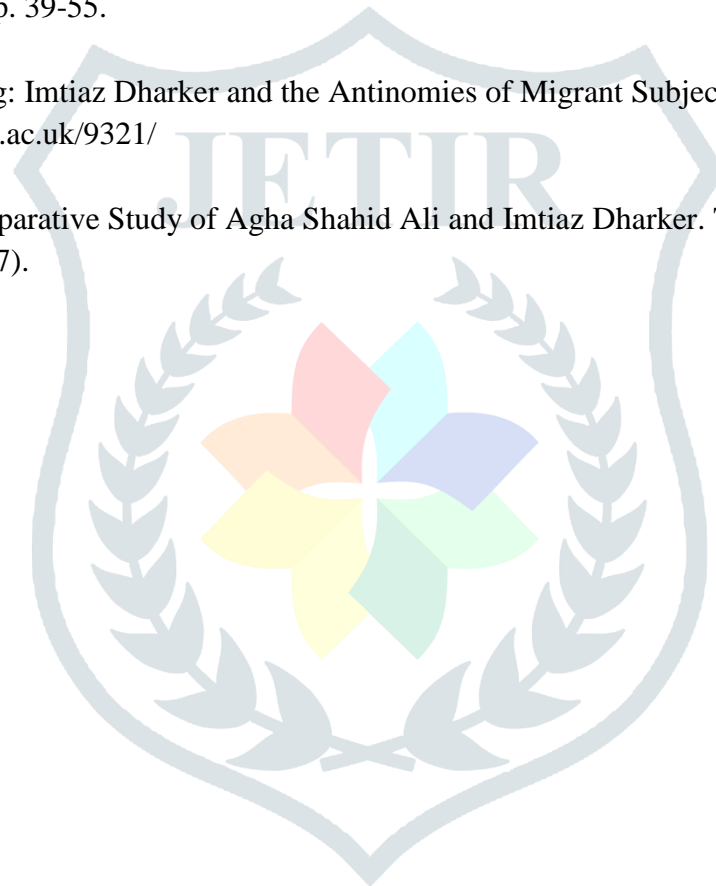 p. 39-55.
g: Imtiaz Dharker and the Antinomies of Migrant Subjec
.ac.uk/9321/
JETIR
parative Study of Agha Shahid Ali and Imtiaz Dharker.
7).